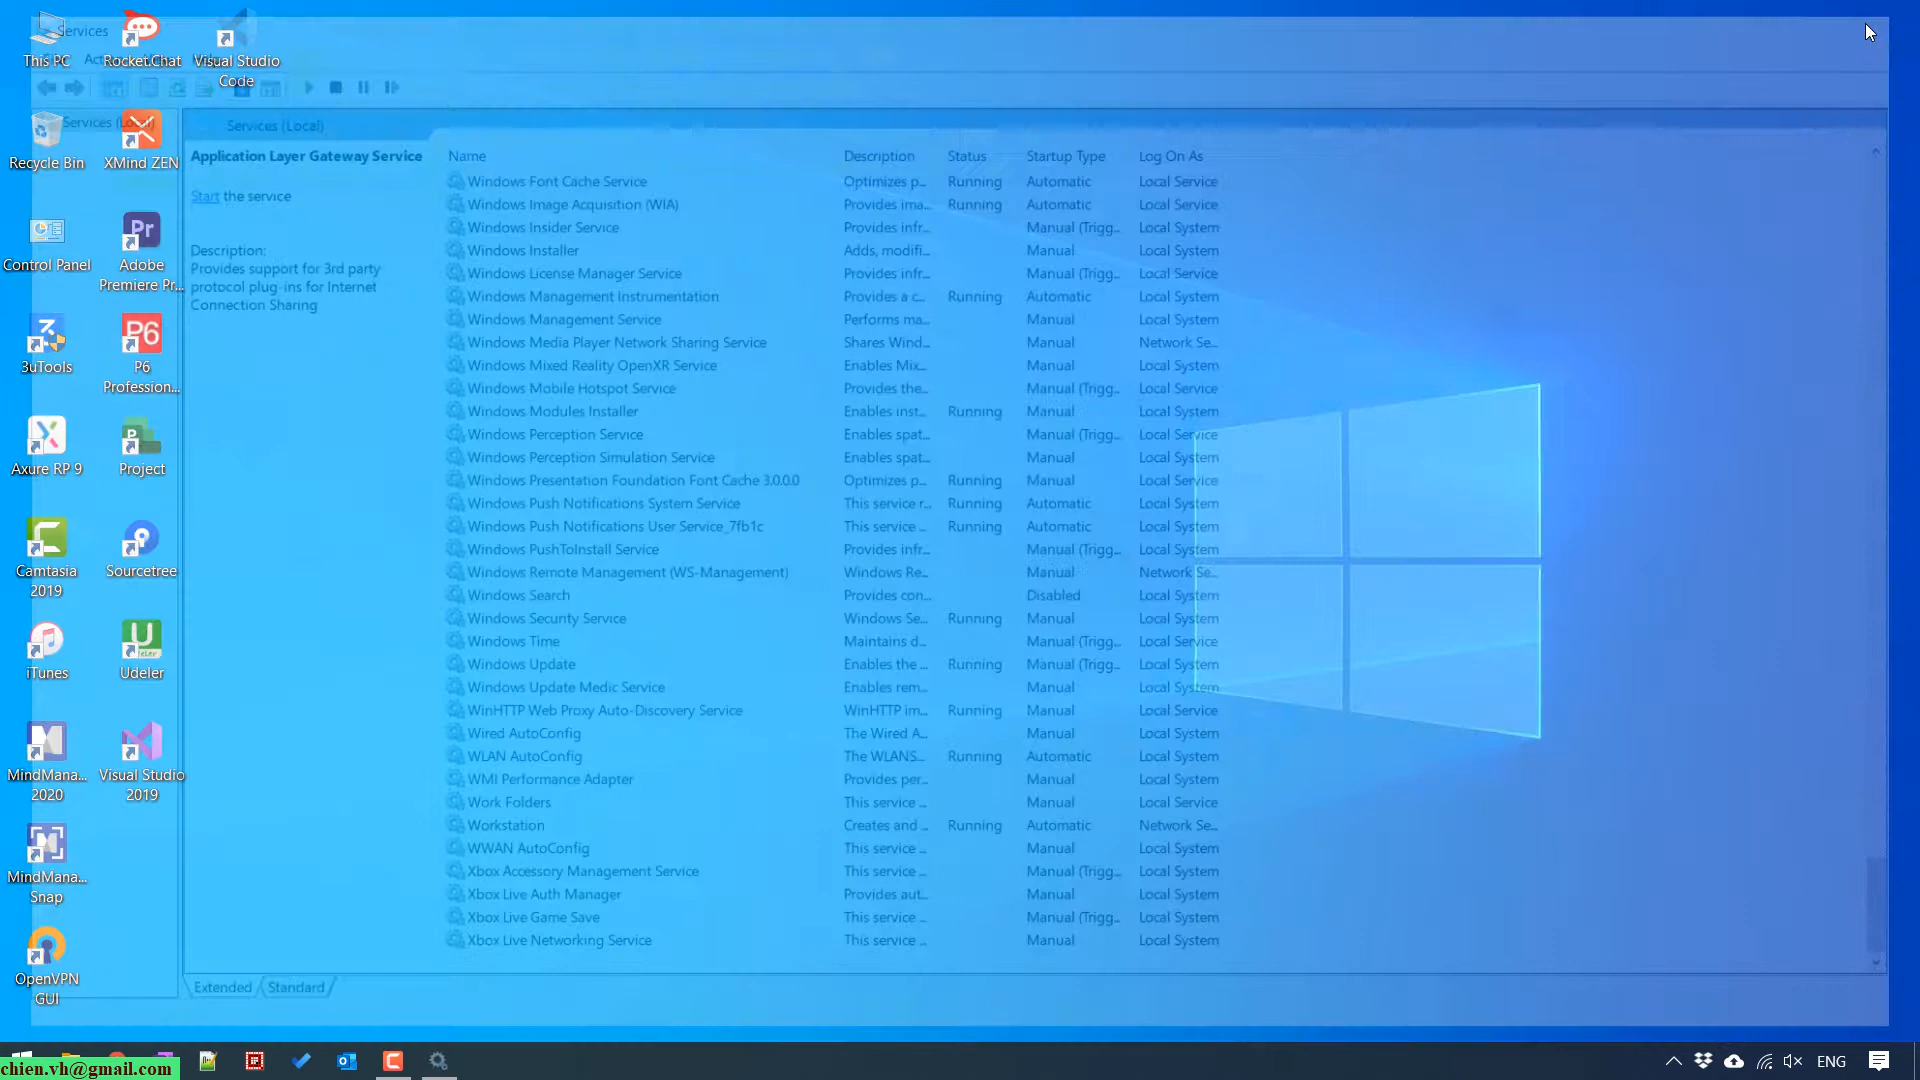 Services
This PC
Rocket.Chat
Visual Studio
Code
Services (Local)
Recycle Bin
XMind ZEN
Control Panel
Adobe
Premiere Pr...
3uTools
P6
Profession...
Axure RP 9
Project
Camtasia
2019
Sourcetree
iTunes
Udeler
MindMana...
2020
Visual Studio
2019
MindMana...
Snap
OpenVPN
GUI
Services (Local)
Application Layer Gateway Service
Start the service
Description:
Provides support for 3rd party
protocol plug-ins for Internet
Connection Sharing
Name Description Status Startup Type Log On As
Windows Font Cache Service Optimizes p... Running Automatic Local Service
Windows Image Acquisition (WIA) Provides ima... Running Automatic Local Service
Windows Insider Service Provides infr... Manual (Trigg... Local System
Windows Installer Adds, modifi... Manual Local System
Windows License Manager Service Provides infr... Manual (Trigg... Local Service
Windows Management Instrumentation Provides a c... Running Automatic Local System
Windows Management Service Performs ma... Manual Local System
Windows Media Player Network Sharing Service Shares Wind... Manual Network Se...
Windows Mixed Reality OpenXR Service Enables Mix... Manual Local System
Windows Mobile Hotspot Service Provides the... Manual (Trigg... Local Service
Windows Modules Installer Enables inst... Running Manual Local System
Windows Perception Service Enables spat... Manual (Trigg... Local Service
Windows Perception Simulation Service Enables spat... Manual Local System
Windows Presentation Foundation Font Cache 3.0.0.0 Optimizes p... Running Manual Local Service
Windows Push Notifications System Service This service r... Running Automatic Local System
Windows Push Notifications User Service_7fb1c This service ... Running Automatic Local System
Windows PushToInstall Service Provides infr... Manual (Trigg... Local System
Windows Remote Management (WS-Management) Windows Re... Manual Network Se...
Windows Search Provides con... Disabled Local System
Windows Security Service Windows Se... Running Manual Local System
Windows Time Maintains d... Manual (Trigg... Local Service
Windows Update Enables the ... Running Manual (Trigg... Local System
Windows Update Medic Service Enables rem... Manual Local System
WinHTTP Web Proxy Auto-Discovery Service WinHTTP im... Running Manual Local Service
Wired AutoConfig The Wired A... Manual Local System
WLAN AutoConfig The WLANS... Running Automatic Local System
WMI Performance Adapter Provides per... Manual Local System
Work Folders This service ... Manual Local Service
Workstation Creates and ... Running Automatic Network Se...
WWAN AutoConfig This service ... Manual Local System
Xbox Accessory Management Service This service ... Manual (Trigg... Local System
Xbox Live Auth Manager Provides aut... Manual Local System
Xbox Live Game Save This service ... Manual (Trigg... Local System
Xbox Live Networking Service This service ... Manual Local System
Extended Standard
chien.vh@gmail.com
ENG